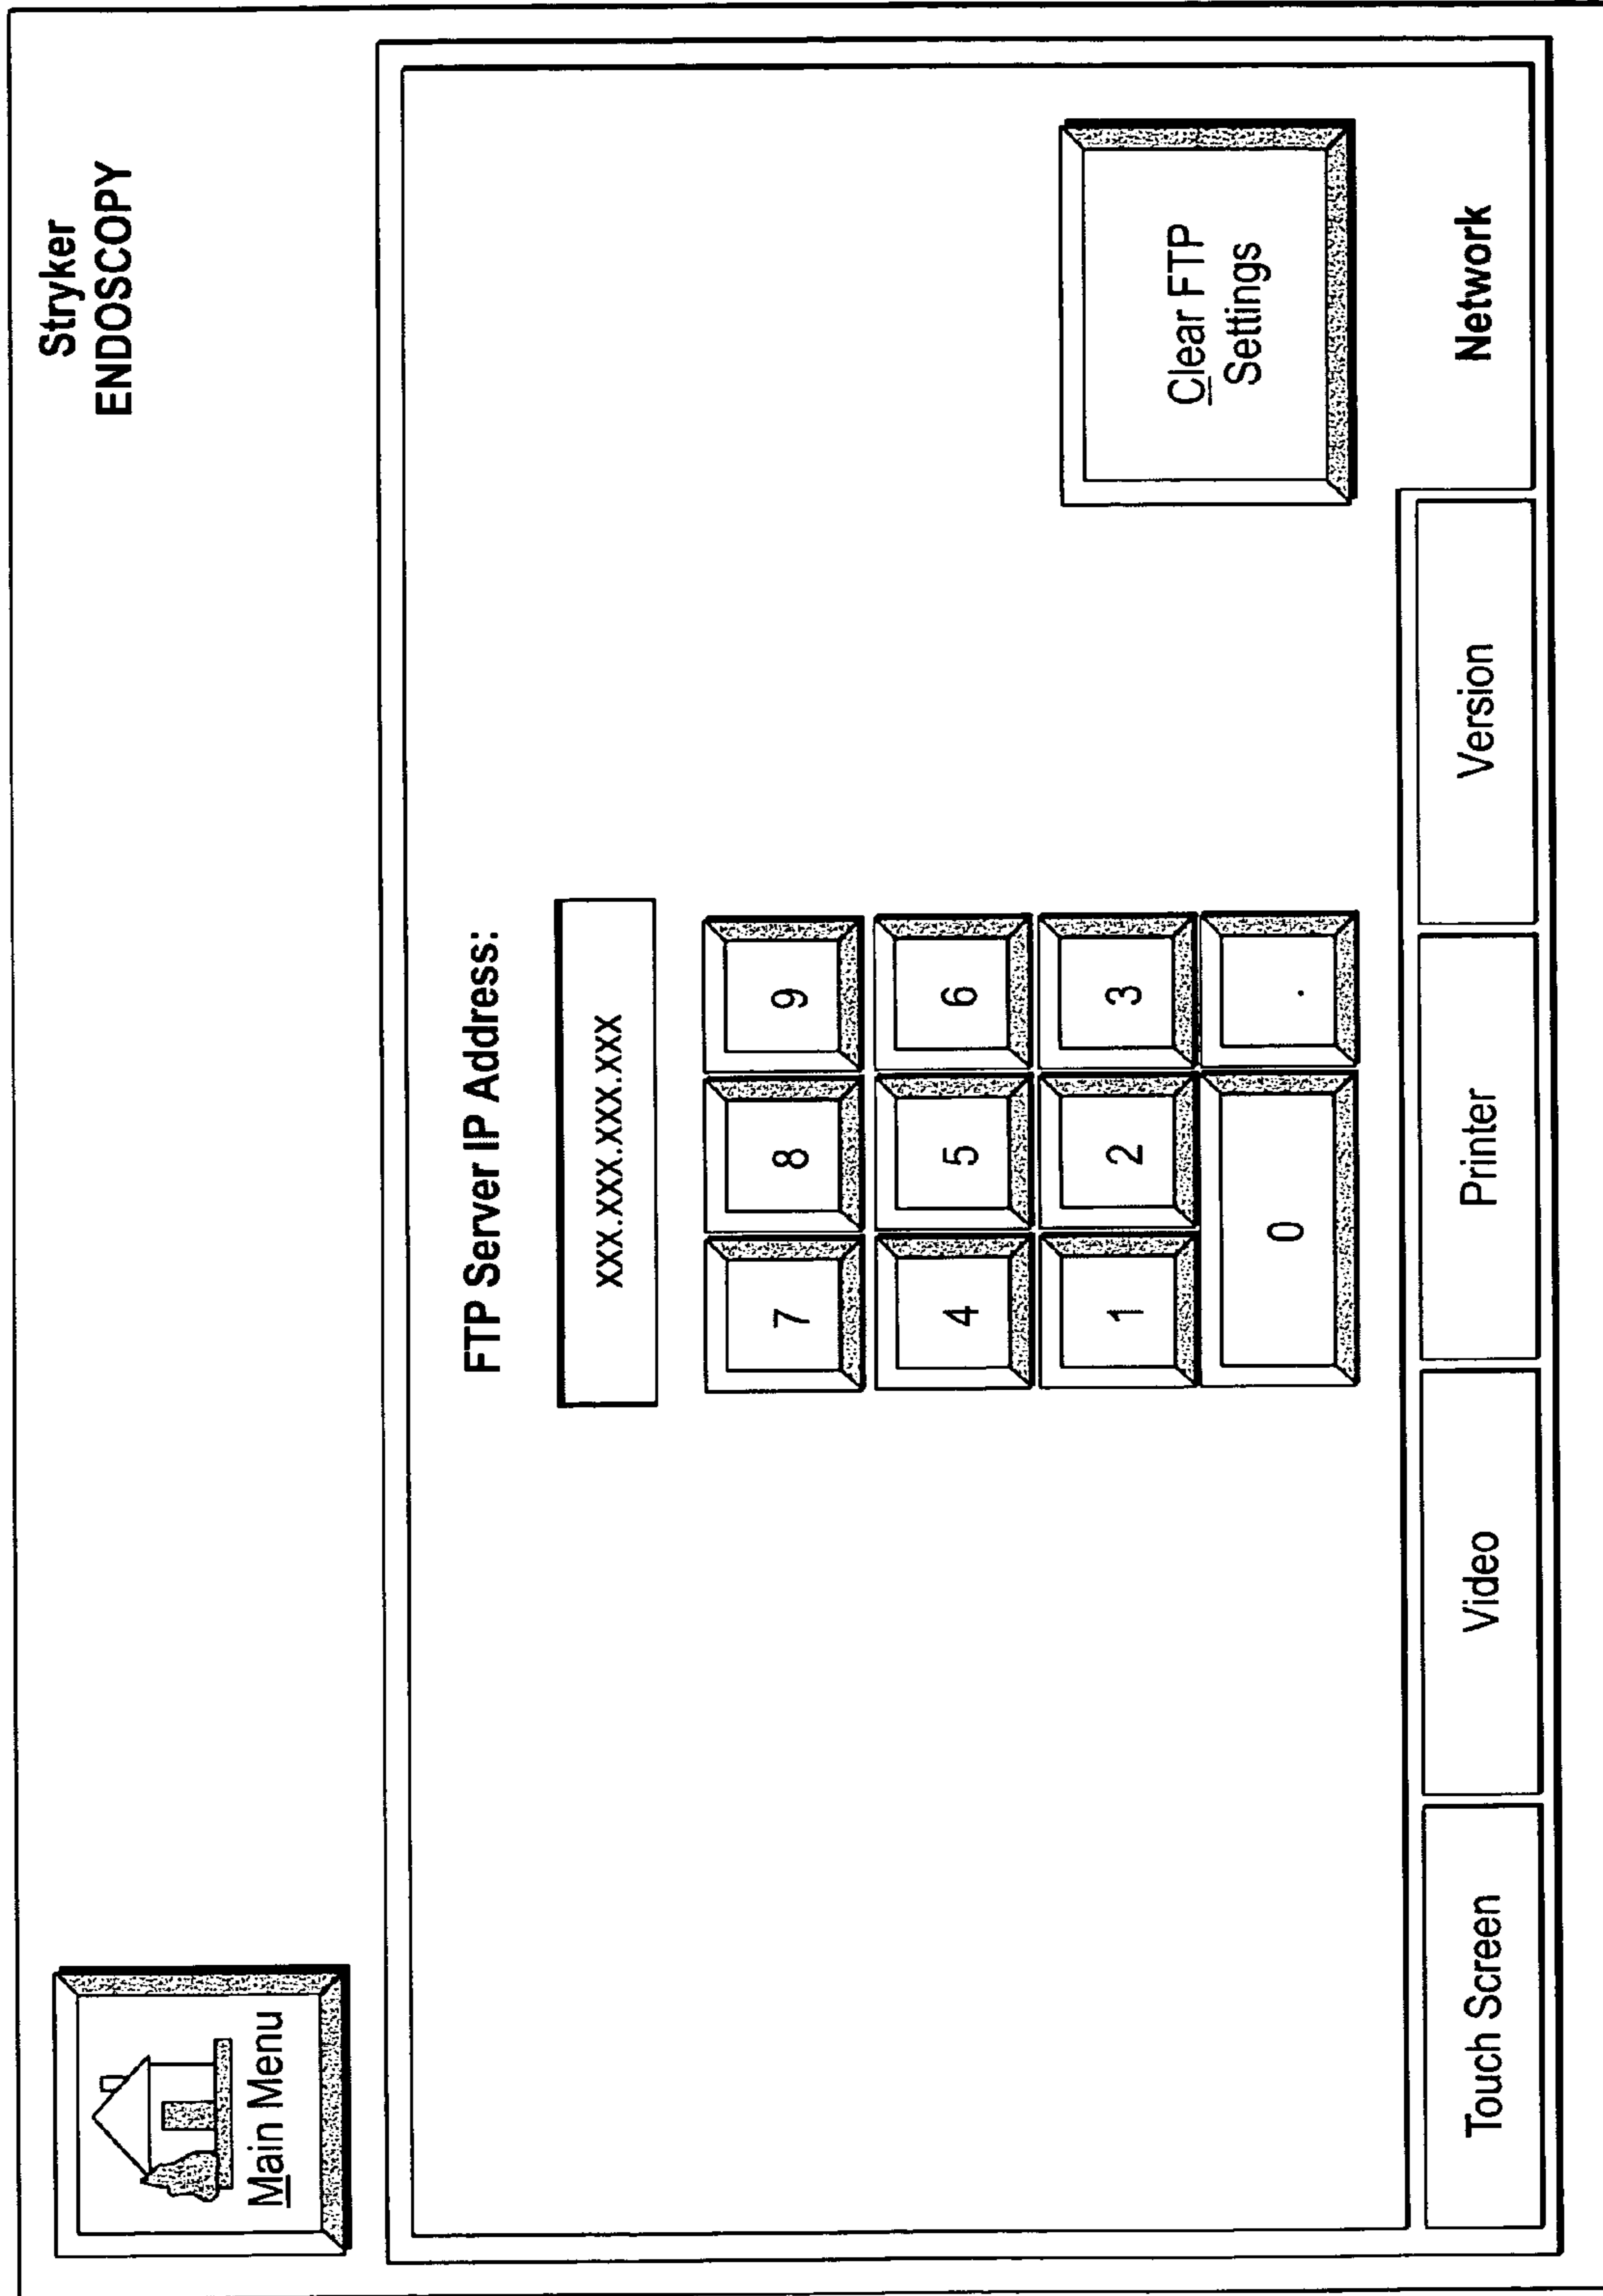 Main Menu
Stryker
ENDOSCOPY
FTP Server IP Address:
XXX.XXX.XXX.XXX
7 8 9
4 5 6
1 2 3
0 .
Clear FTP
Settings
Touch Screen
Video
Printer
Version
Network